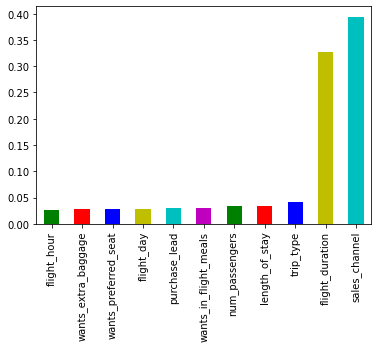 0.40
0.35
0.30
0.25
0.20
0.15
0.10
0.05
0.00
flight_hour
wants_extra_baggage
wants_preferred_seat
flight_day
purchase_lead
wants_in_flight_meals
num_passengers
length_of_stay
trip_type
flight_duration
sales_channel